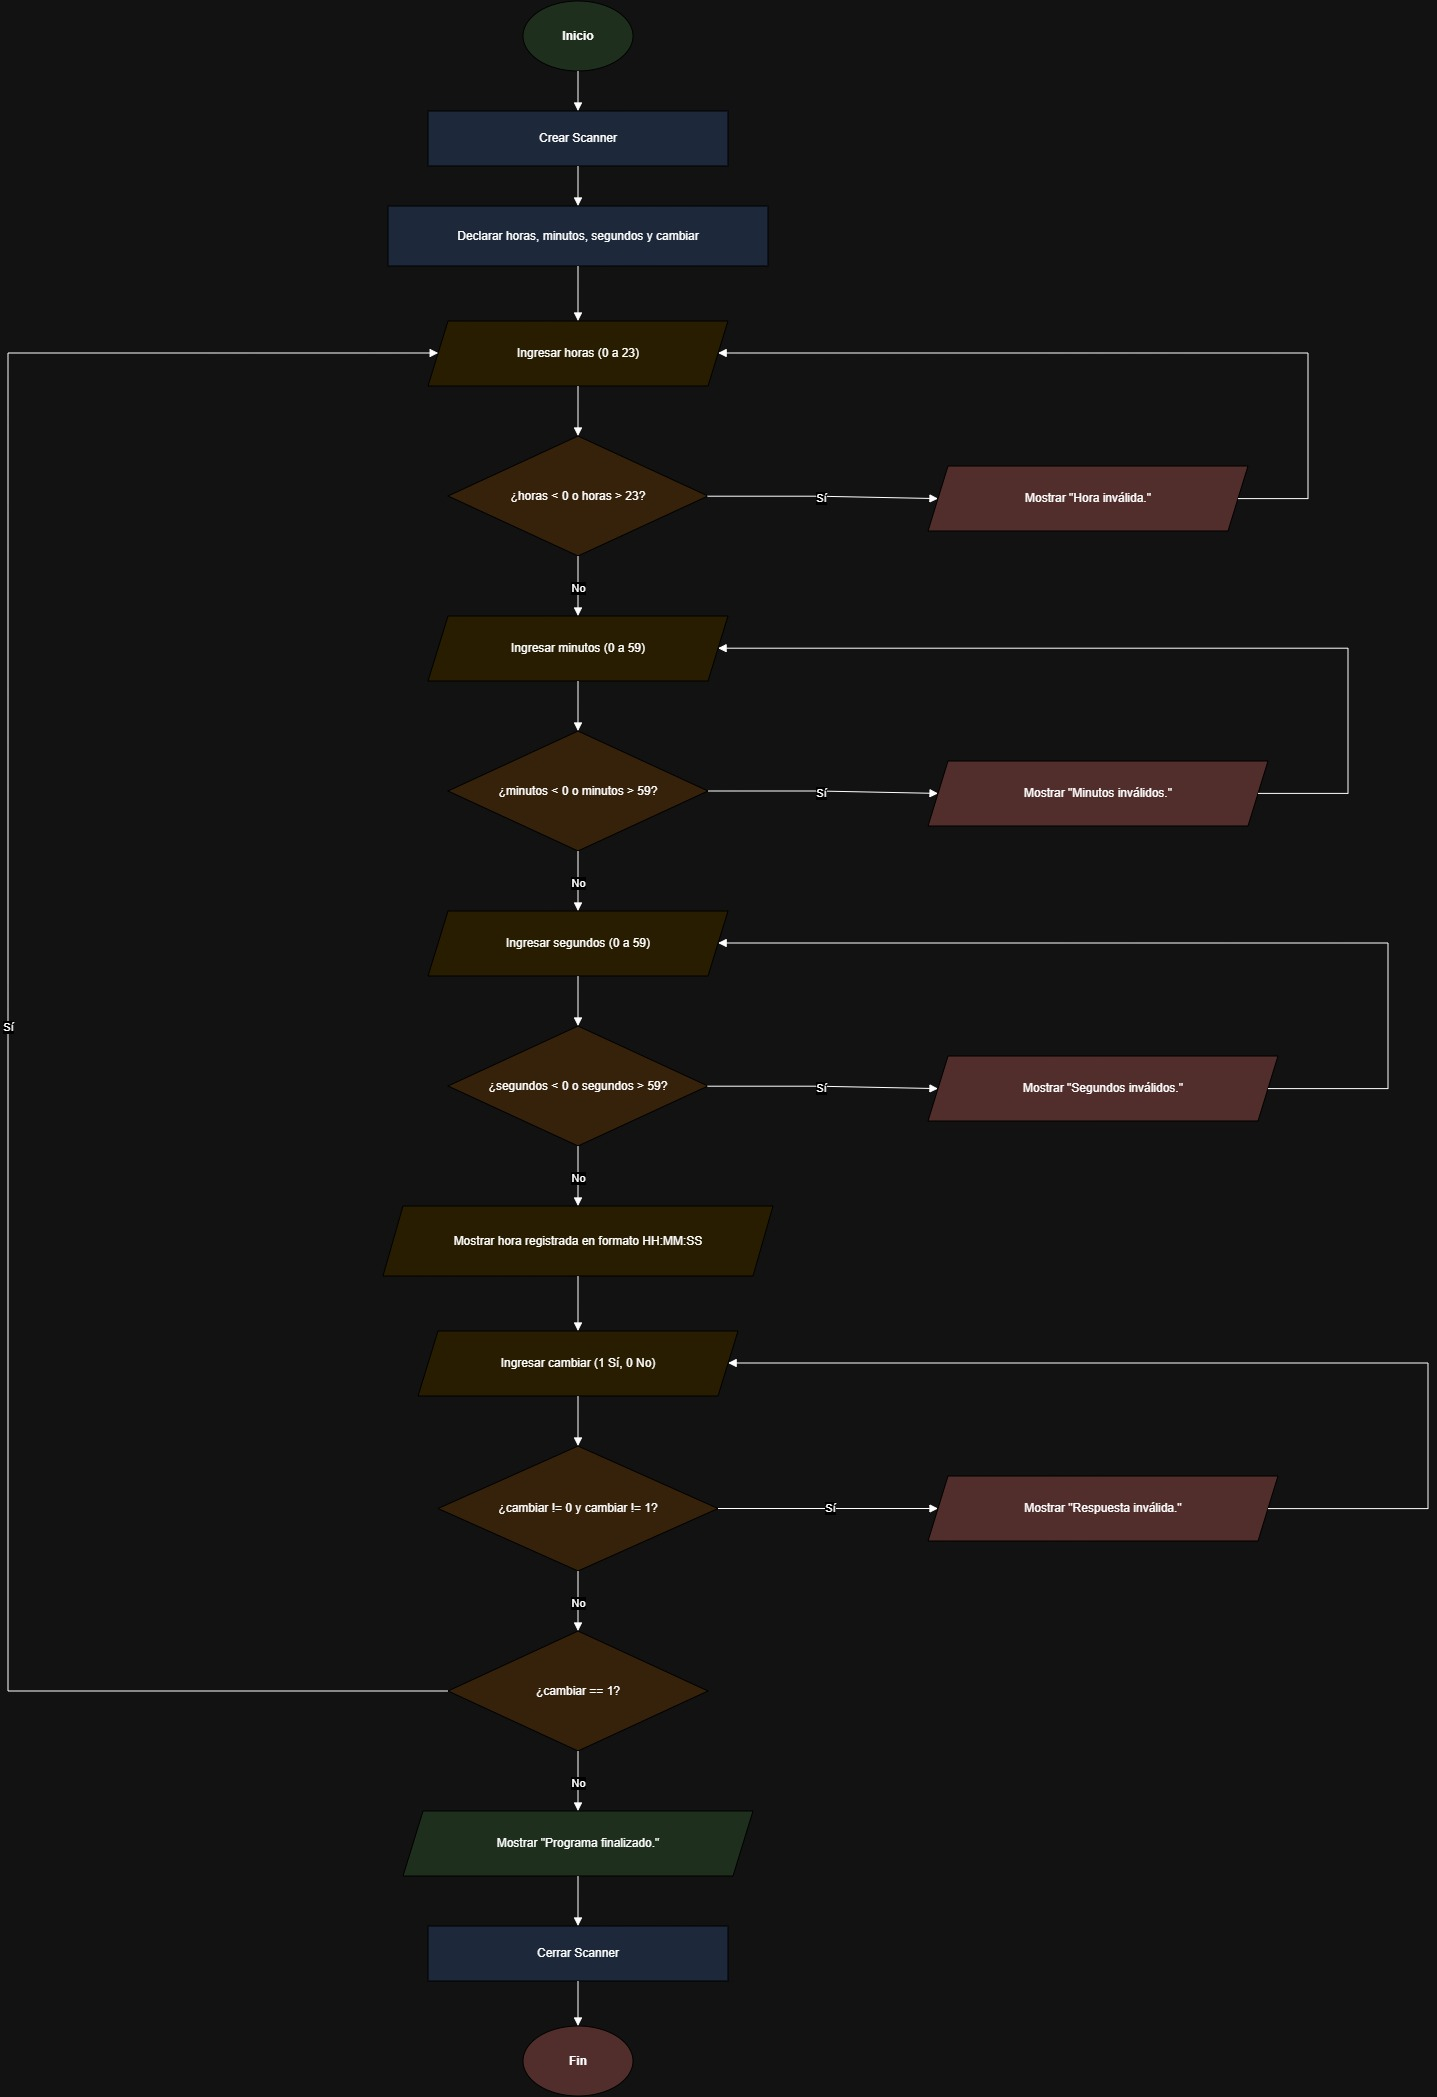 Inicio
Crear Scanner
Declarar horas, minutos, segundos y cambiar
Ingresar horas (0 a 23)
¿horas < 0 o horas > 23?
Sí
Mostrar "Hora inválida."
No
Ingresar minutos (0 a 59)
¿minutos < 0 o minutos > 59?
Sí
Mostrar "Minutos inválidos."
No
Ingresar segundos (0 a 59)
Sí
¿segundos < 0 o segundos > 59?
Sí
Mostrar "Segundos inválidos."
No
Mostrar hora registrada en formato HH:MM:SS
Ingresar cambiar (1 Sí, 0 No)
¿cambiar != 0 y cambiar != 1?
Sí
Mostrar "Respuesta inválida."
No
¿cambiar == 1?
No
Mostrar "Programa finalizado."
Cerrar Scanner
Fin